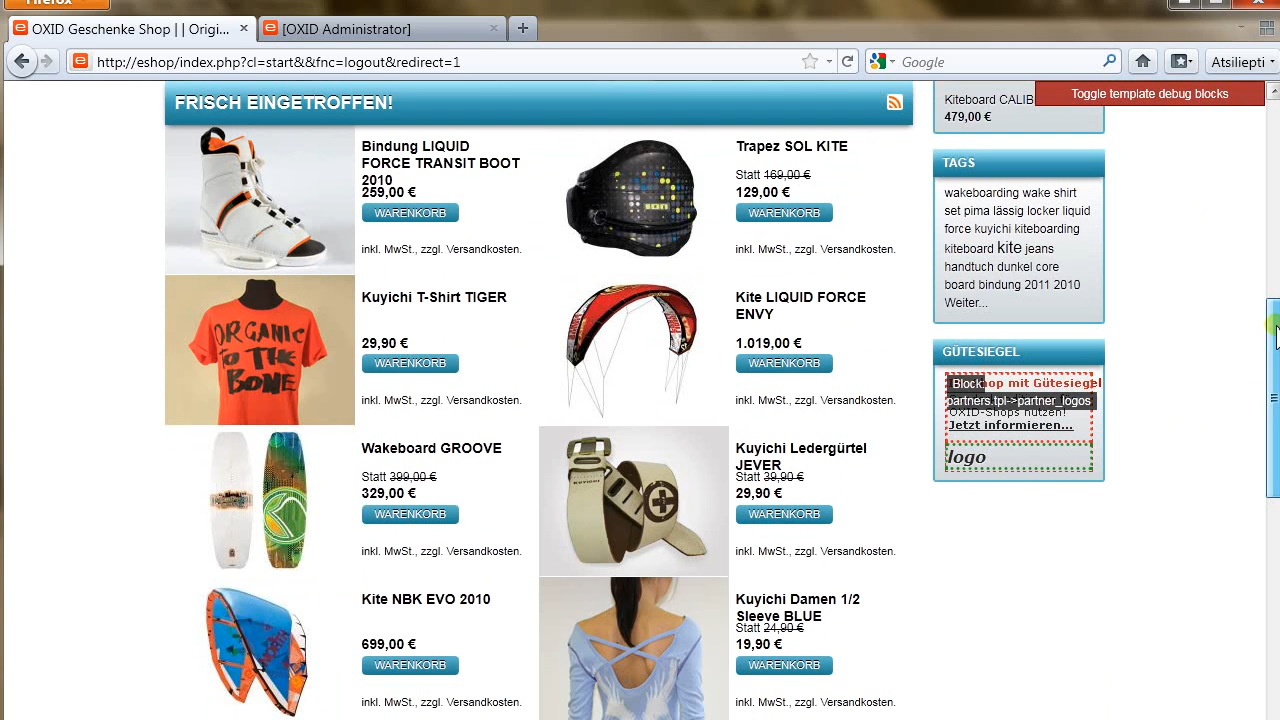 Firefox
OXID Geschenke Shop || Origi...
[OXID Administrator]
http://eshop/index.php?cl=start&&fnc=logout&redirect=1
Google
Atsiliepti
Toggle template debug blocks
FRISCH EINGETROFFEN!
Bindung LIQUID
FORCE TRANSIT BOOT
2010
259,00 €
WARENKORB
inkl. MwSt., zzgl. Versandkosten.
Trapez SOL KITE
Statt 169,00 €
129,00 €
WARENKORB
inkl. MwSt., zzgl. Versandkosten.
ORGANIC
TO THE
BONE
Kuyichi T-Shirt TIGER
29,90 €
WARENKORB
inkl. MwSt., zzgl. Versandkosten.
Kite LIQUID FORCE
ENVY
1.019,00 €
WARENKORB
inkl. MwSt., zzgl. Versandkosten.
Wakeboard GROOVE
Statt 399,00 €
329,00 €
WARENKORB
inkl. MwSt., zzgl. Versandkosten.
KUYICHI
Kuyichi Ledergürtel
JEVER
Statt 39,90 €
29,90 €
WARENKORB
inkl. MwSt., zzgl. Versandkosten.
Kite NBK EVO 2010
699,00 €
WARENKORB
inkl. MwSt., zzgl. Versandkosten.
Kuyichi Damen 1/2
Sleeve BLUE
Statt 24,90 €
19,90 €
WARENKORB
inkl. MwSt., zzgl. Versandkosten.
Kiteboard CALIB
479,00 €
TAGS
wakeboarding wake shirt
set pima lässig locker liquid
force kuyichi kiteboarding
kiteboard kite jeans
handtuch dunkel core
board bindung 2011 2010
Weiter...
GÜTESIEGEL
Block hop mit Gütesiegel
partners.tpl->partner_logos
OXID-Shops nutzen!
Jetzt informieren...
logo